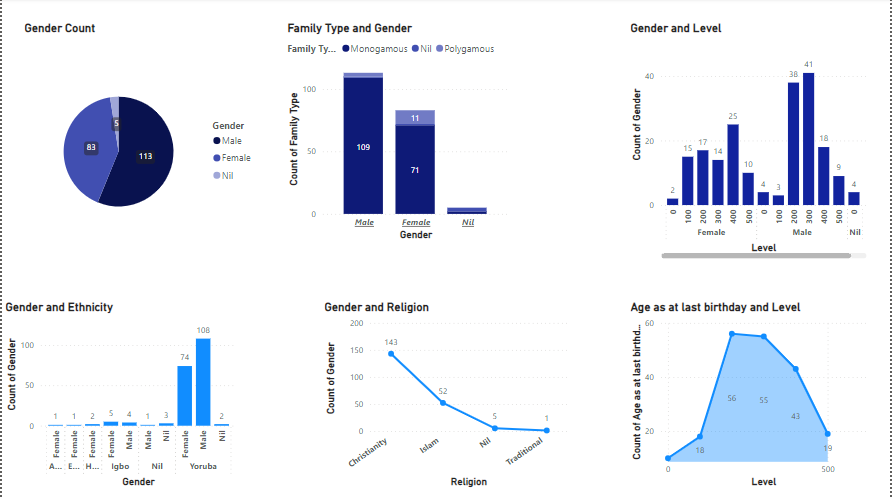 Gender Count
113
83
5
Gender
Male
Female
Nil
Family Type and Gender
Family Ty... Monogamous Nil Polygamous
Count of Family Type
100
50
0
109
11
71
Male Female Nil
Gender
Gender and Level
Count of Gender
40
20
0
2 15 17 14 25 10 4 3 38 41 18 9 4
0 100 200 300 400 500 0 100 200 300 400 500 0
Female Male Nil
Level
Gender and Ethnicity
Count of Gender
100
50
0
1 1 2 5 4 1 3 74 108 2
Female Female Female Female Male Male Nil Female Male Nil
A... E... H... Igbo Nil Yoruba
Gender
Gender and Religion
Count of Gender
200
150
100
50
0
143
52
5
1
Christianity Islam Nil Traditional
Religion
Age as at last birthday and Level
Count of Age as at last birthd...
60
40
20
18
56
55
43
19
0 500
Level